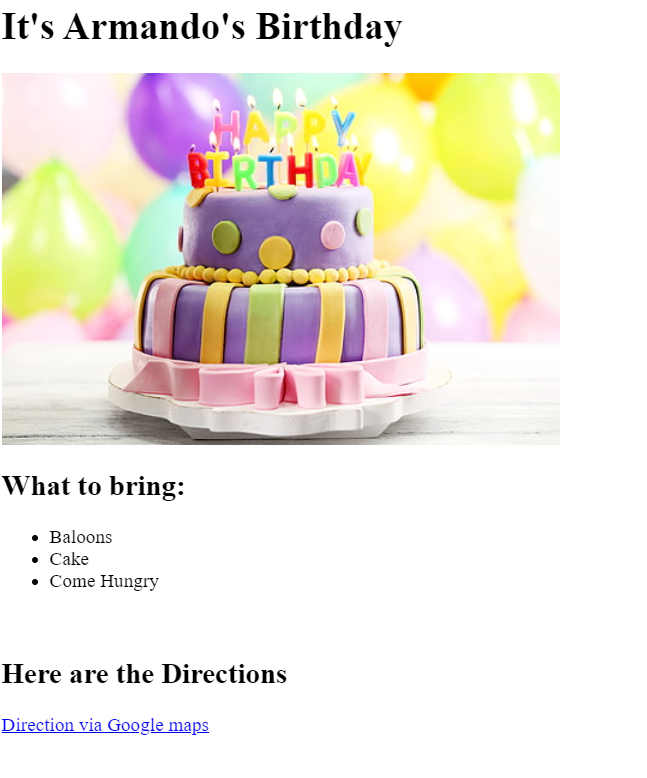 It's Armando's Birthday
HAPPY
BIRTHDAY
What to bring:
Baloons
Cake
Come Hungry
Here are the Directions
Direction via Google maps